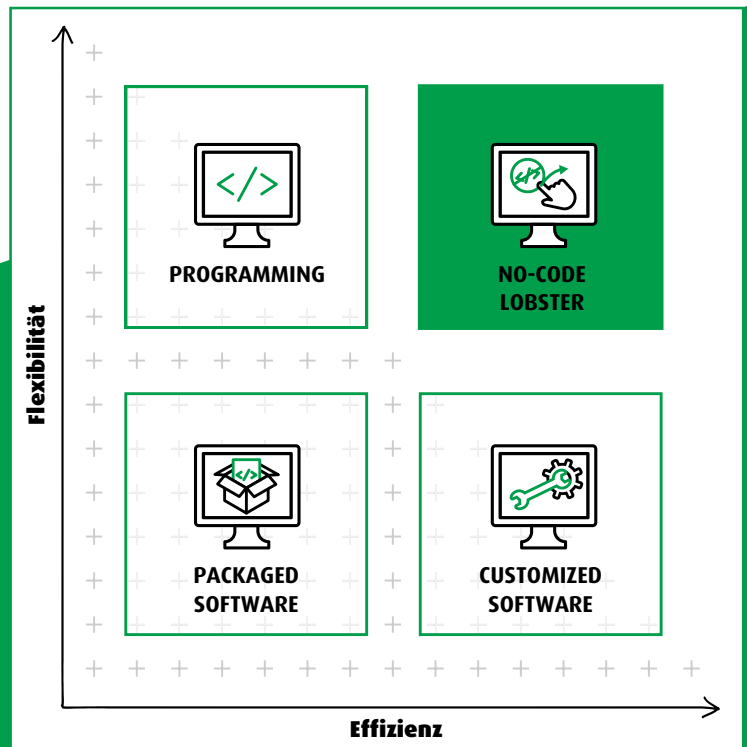 </>
PROGRAMMING
NO-CODE
LOBSTER
Flexibilität
</>
PACKAGED
SOFTWARE
CUSTOMIZED
SOFTWARE
Effizienz